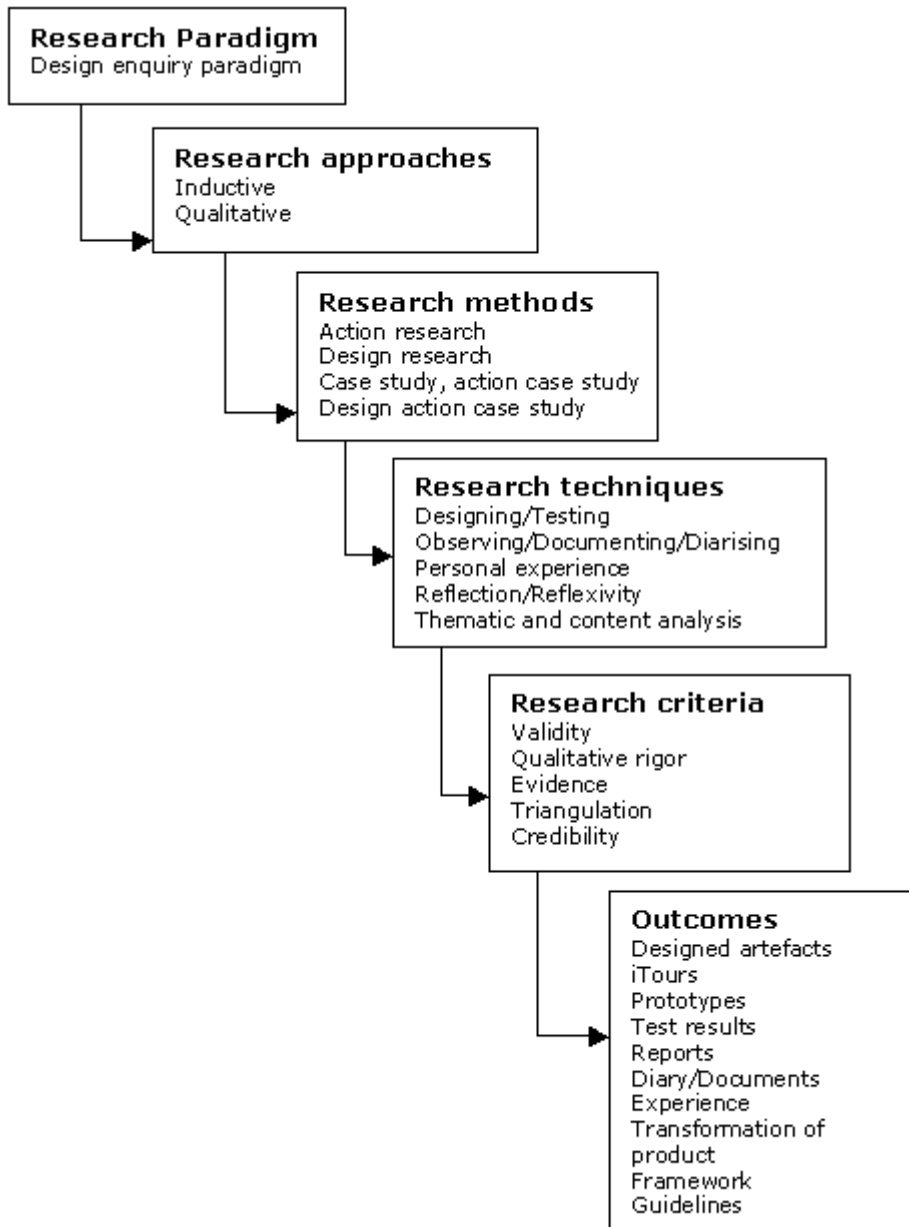 Research Paradigm
Design enquiry paradigm
Research approaches
Inductive
Qualitative
Research methods
Action research
Design research
Case study, action case study
Design action case study
Research techniques
Designing/Testing
Observing/Documenting/Diarising
Personal experience
Reflection/Reflexivity
Thematic and content analysis
Research criteria
Validity
Qualitative rigor
Evidence
Triangulation
Credibility
Outcomes
Designed artefacts
iTours
Prototypes
Test results
Reports
Diary/Documents
Experience
Transformation of
product
Framework
Guidelines